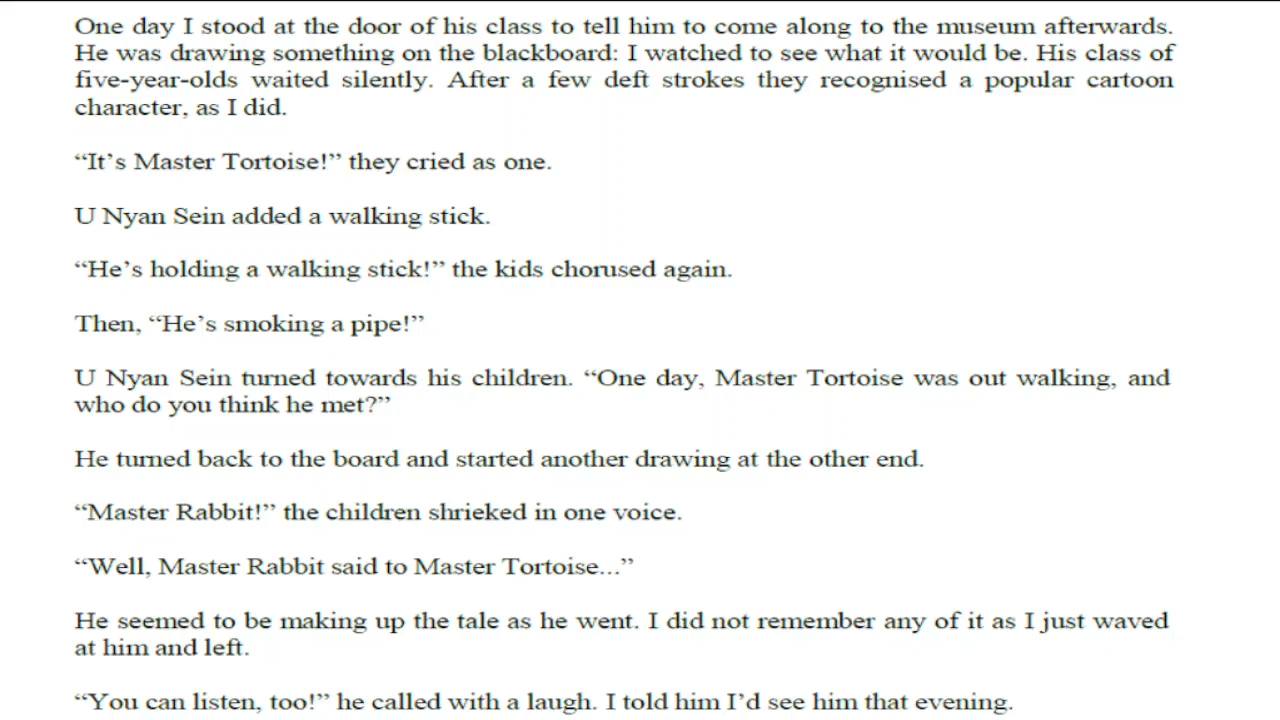 One day I stood at the door of his class to tell him to come along to the museum afterwards.
He was drawing something on the blackboard: I watched to see what it would be. His class of
five-year-olds waited silently. After a few deft strokes they recognised a popular cartoon
character, as I did.
“It’s Master Tortoise!” they cried as one.
U Nyan Sein added a walking stick.
“He’s holding a walking stick!” the kids chorused again.
Then, “He’s smoking a pipe!”
U Nyan Sein turned towards his children. “One day, Master Tortoise was out walking, and
who do you think he met?”
He turned back to the board and started another drawing at the other end.
“Master Rabbit!” the children shrieked in one voice.
“Well, Master Rabbit said to Master Tortoise...”
He seemed to be making up the tale as he went. I did not remember any of it as I just waved
at him and left.
“You can listen, too!” he called with a laugh. I told him I’d see him that evening.